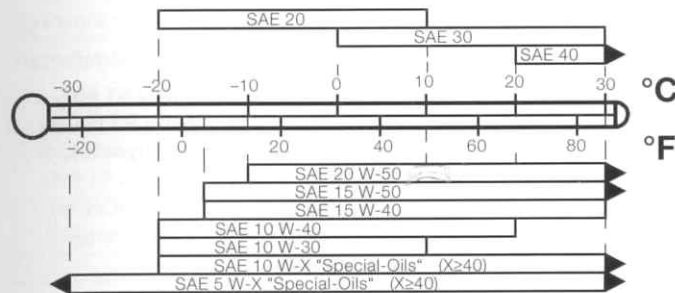 SAE 20
SAE 30
SAE 40
-30 -20 -10 0 10 20 30 °C
-20 0 20 40 60 80 °F
SAE 20 W-50
SAE 15 W-50
SAE 15 W-40
SAE 10 W-40
SAE 10 W-30
SAE 10 W-X "Special-Oils" (X≥40)
SAE 5 W-X "Special-Oils" (X≥40)